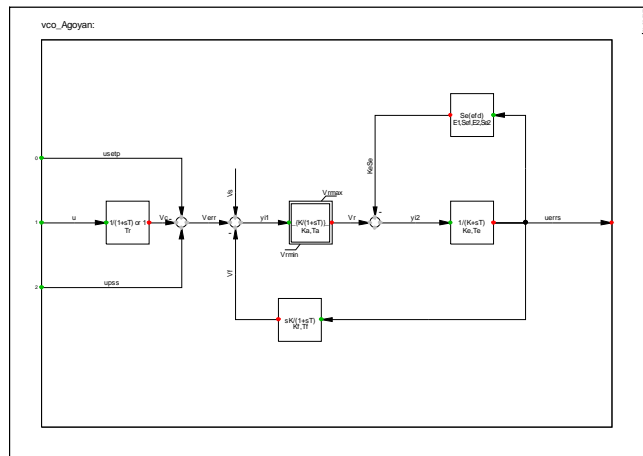 vco_Agoyan:
Se(efd)
E1,Se1,E2,Se2
KeSe
usetp
0
Vs
Vrmax
1
u
1/(1+sT) or 1
Tr
Vc
-
Verr
-
yi1
_{K/(1+sT)}_
Ka,Ta
Vr
-
yi2
1/(K+sT)
Ke,Te
uerrs
Vrmin
Vf
2
upss
sK/(1+sT)
Kf,Tf